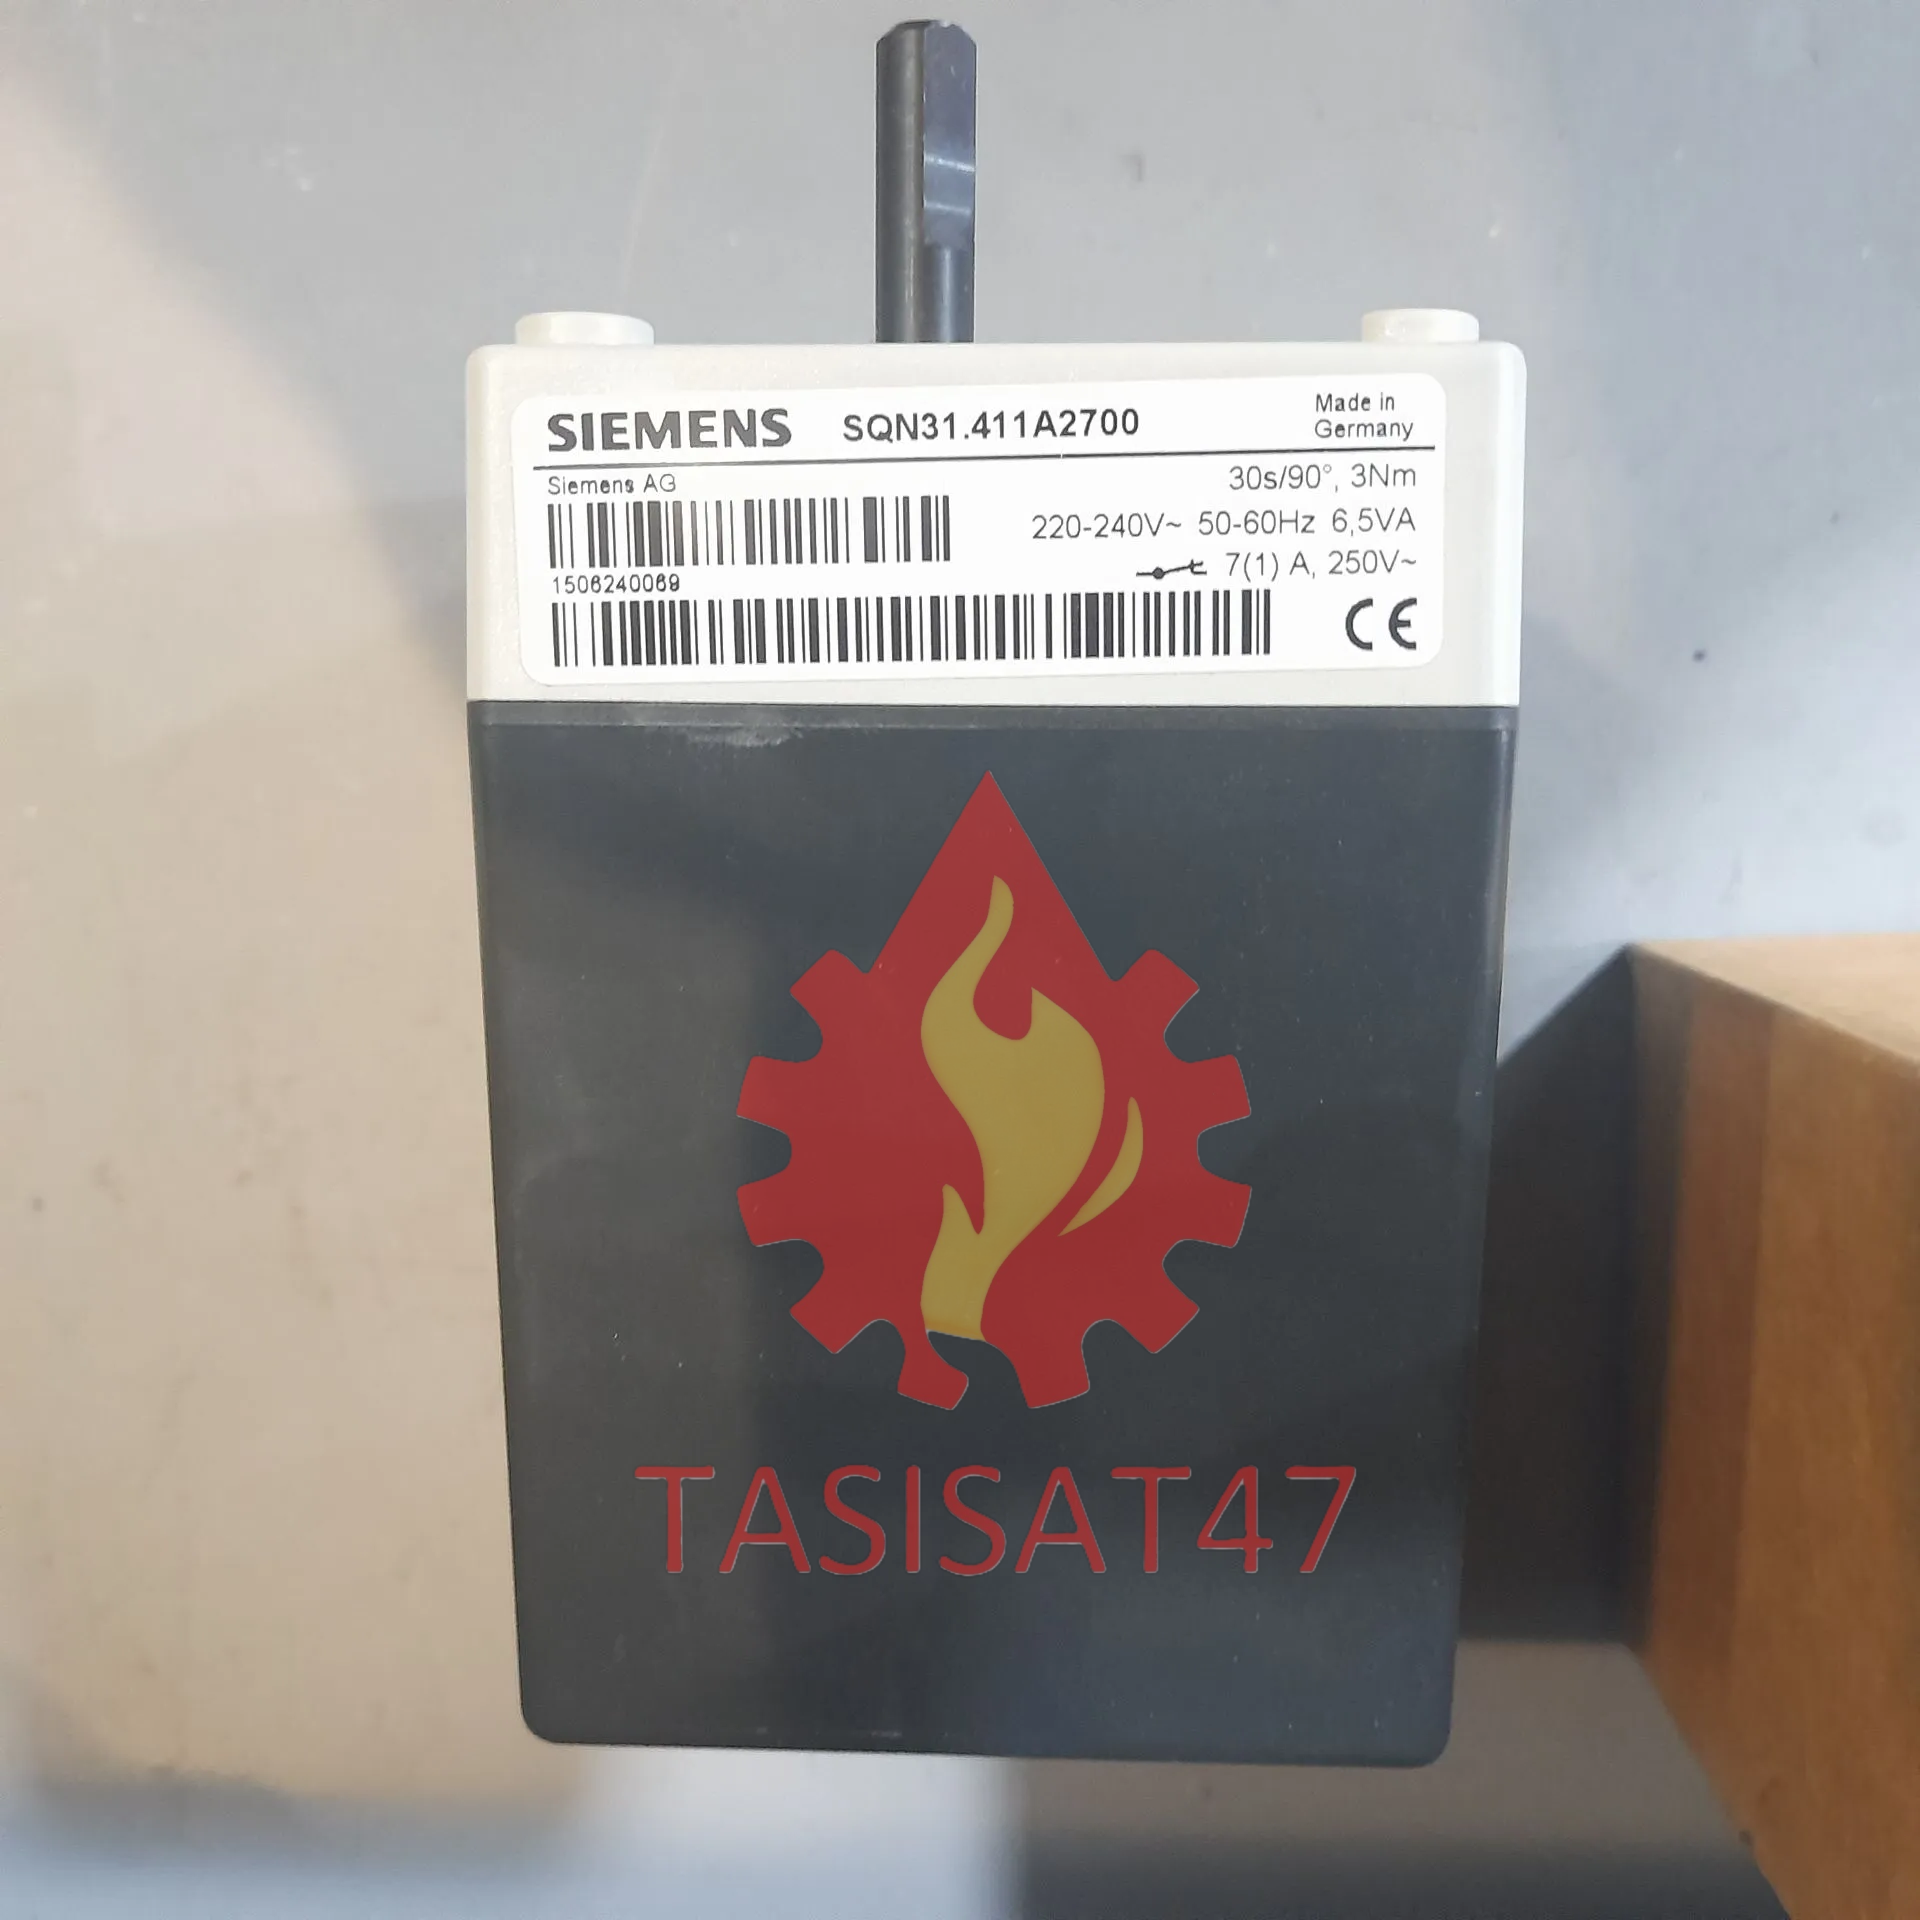 SIEMENS SQN31.411A2700 Made in
Germany
Siemens AG 30s/90°, 3Nm
220-240V~ 50-60Hz 6,5VA
7(1) A, 250V~
1506240069
CE
TASISAT47